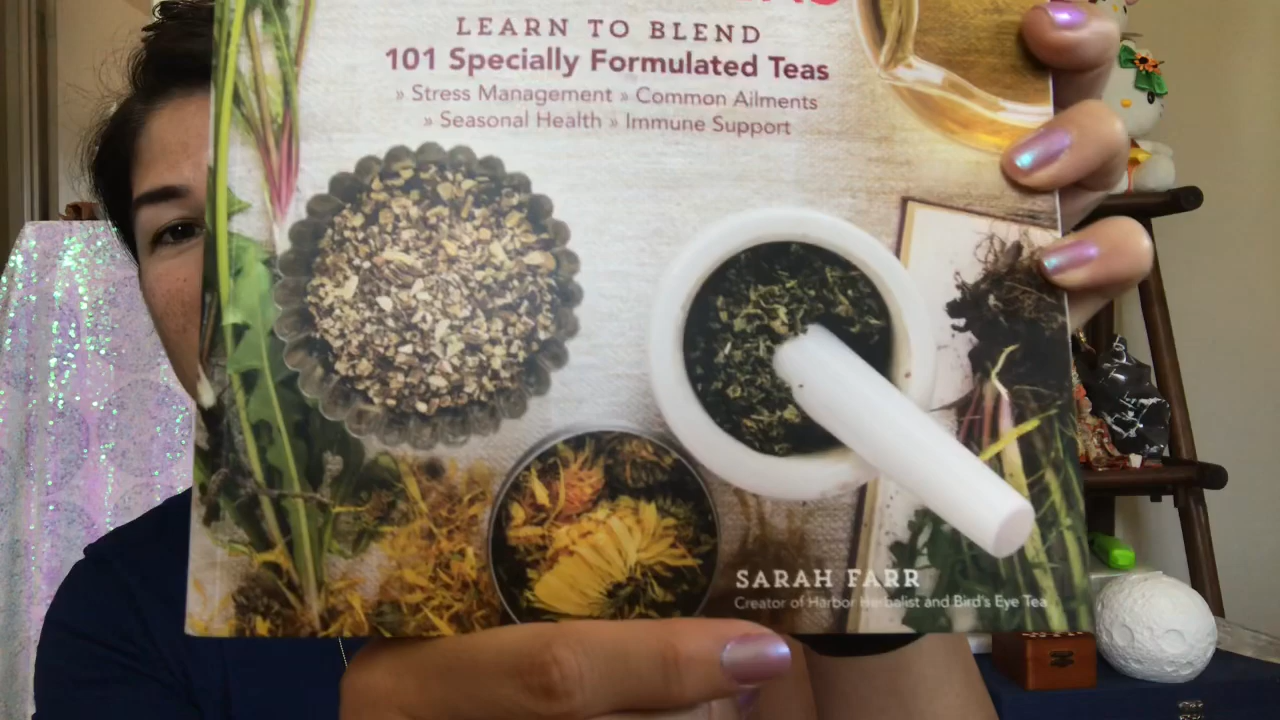 LEARN TO BLEND
101 Specially Formulated Teas
» Stress Management » Common Ailments
» Seasonal Health » Immune Support
SARAH FARR
Creator of Harbor Herbalist and Bird's Eye Tea